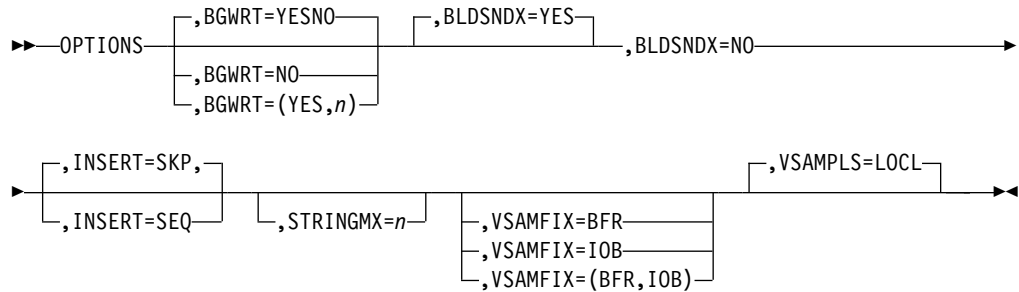 ,BGWRT=YESNO ,BLDSNDX=YES
OPTIONS ,BLDSNDX=NO
,BGWRT=NO
,BGWRT=(YES,n)
,INSERT=SKP, ,VSAMPLS=LOCL
,INSERT=SEQ ,STRINGMX=n ,VSAMFIX=BFR
,VSAMFIX=IOB
,VSAMFIX=(BFR,IOB)